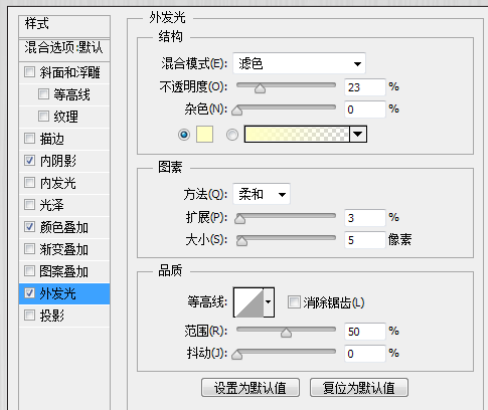 样式
混合选项:默认
斜面和浮雕
等高线
纹理
描边
内阴影
内发光
光泽
颜色叠加
渐变叠加
图案叠加
外发光
投影
外发光
结构
混合模式(E): 滤色
不透明度(O): 23 %
杂色(N): 0 %
图素
方法(Q): 柔和
扩展(P): 3 %
大小(S): 5 像素
品质
等高线: 消除锯齿(L)
范围(R): 50 %
抖动(J): 0 %
设置为默认值 复位为默认值